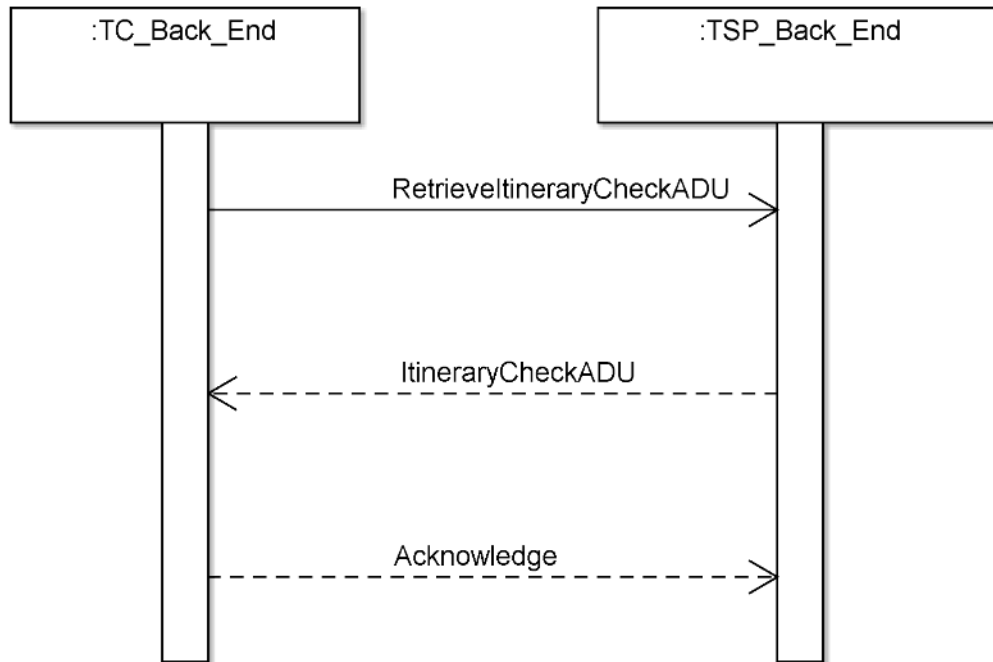 :TC_Back_End
:TSP_Back_End
RetrieveItineraryCheckADU
ItineraryCheckADU
Acknowledge